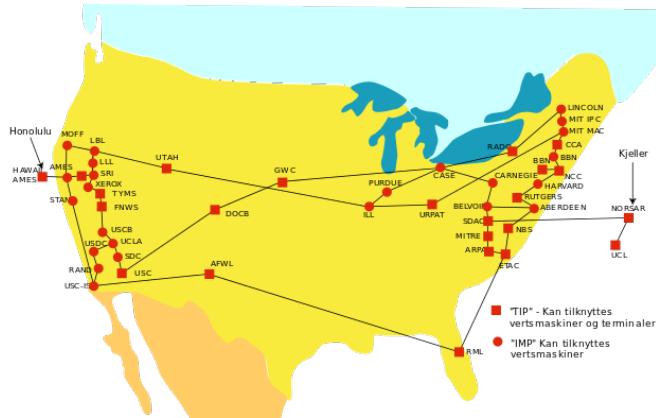 LINCOLN
MIT IPC
MIT MAC
CCA
RADC
BBN
BBN
NCC
HARVARD
Honolulu
MOFF
LBL
LLL
UTAH
GWC
CASE
CARNEGIE
Kjeller
HAWAII
AMES
AMES
SRI
XEROX
TYMS
PURDUE
STAN
FNWS
DOCB
ILL
URPAT
BELVOIR
RUTGERS
ABERDEEN
NORSAR
SDAC
USCB
NBS
USDC
UCLA
MITRE
SDC
ARPA
UCL
RAND
USC
AFWL
ETAC
USC-IS
"TIP" - Kan tilknyttes
vertsmaskiner og terminaler
"IMP" Kan tilknyttes
vertsmaskiner
RML